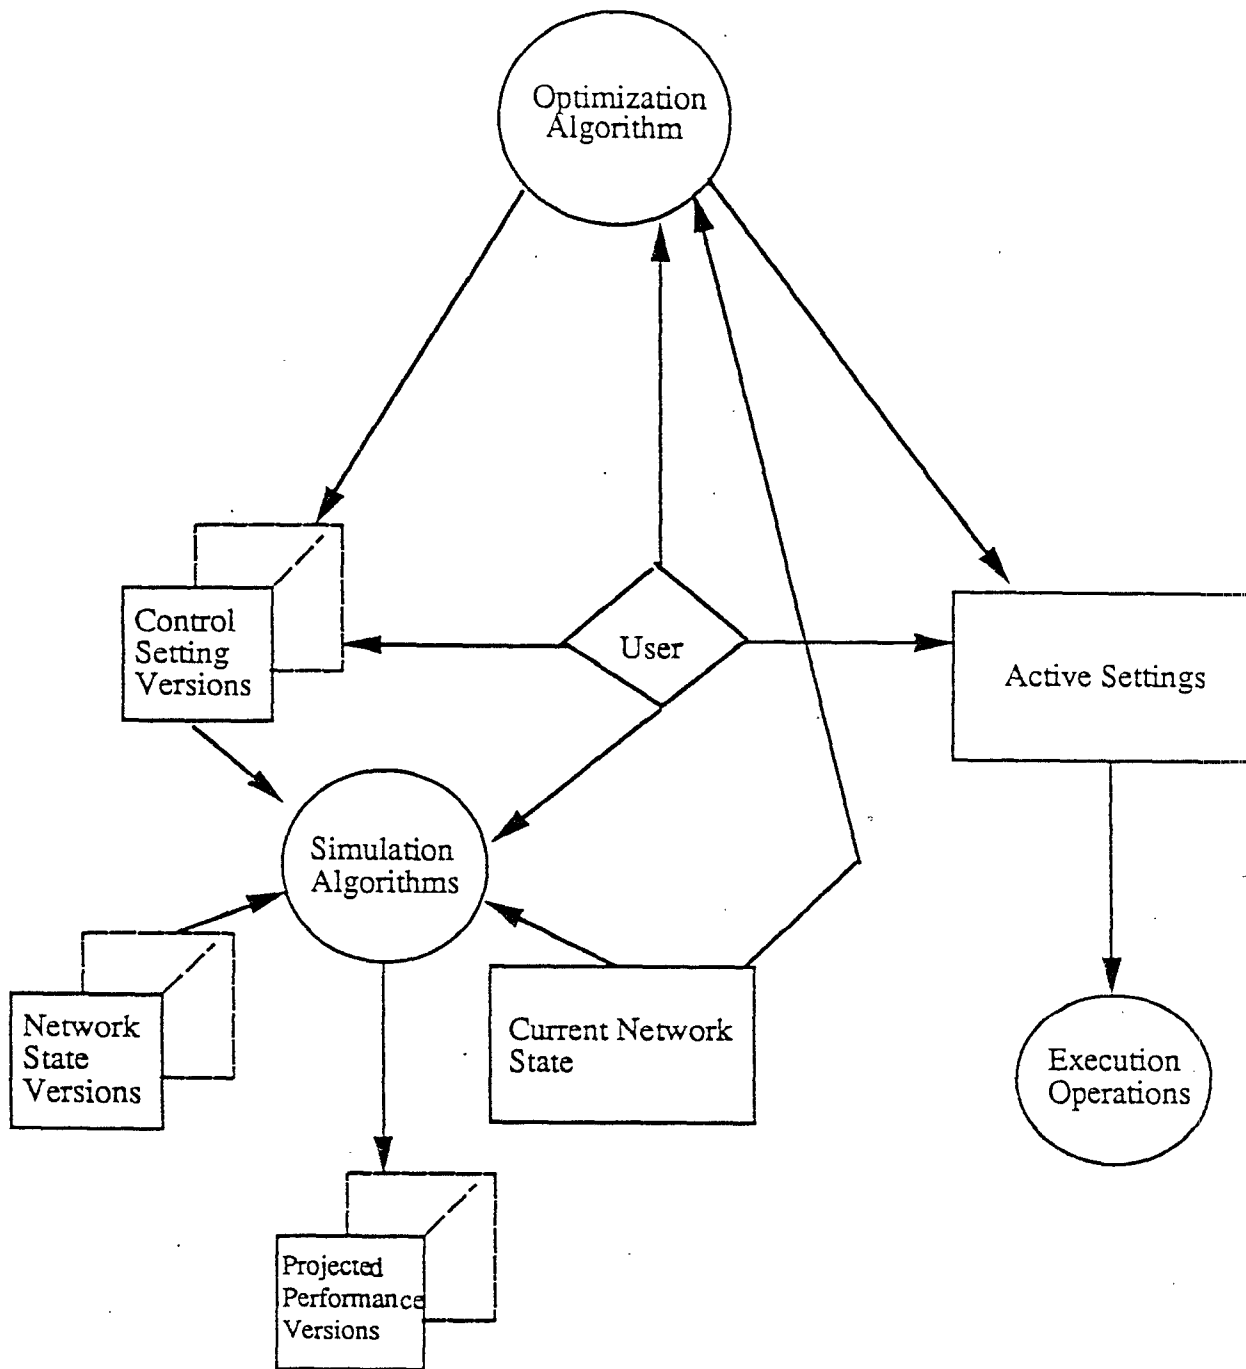 Optimization
Algorithm
Control
Setting
Versions
User
Active Settings
Simulation
Algorithms
Network
State
Versions
Current Network
State
Execution
Operations
Projected
Performance
Versions